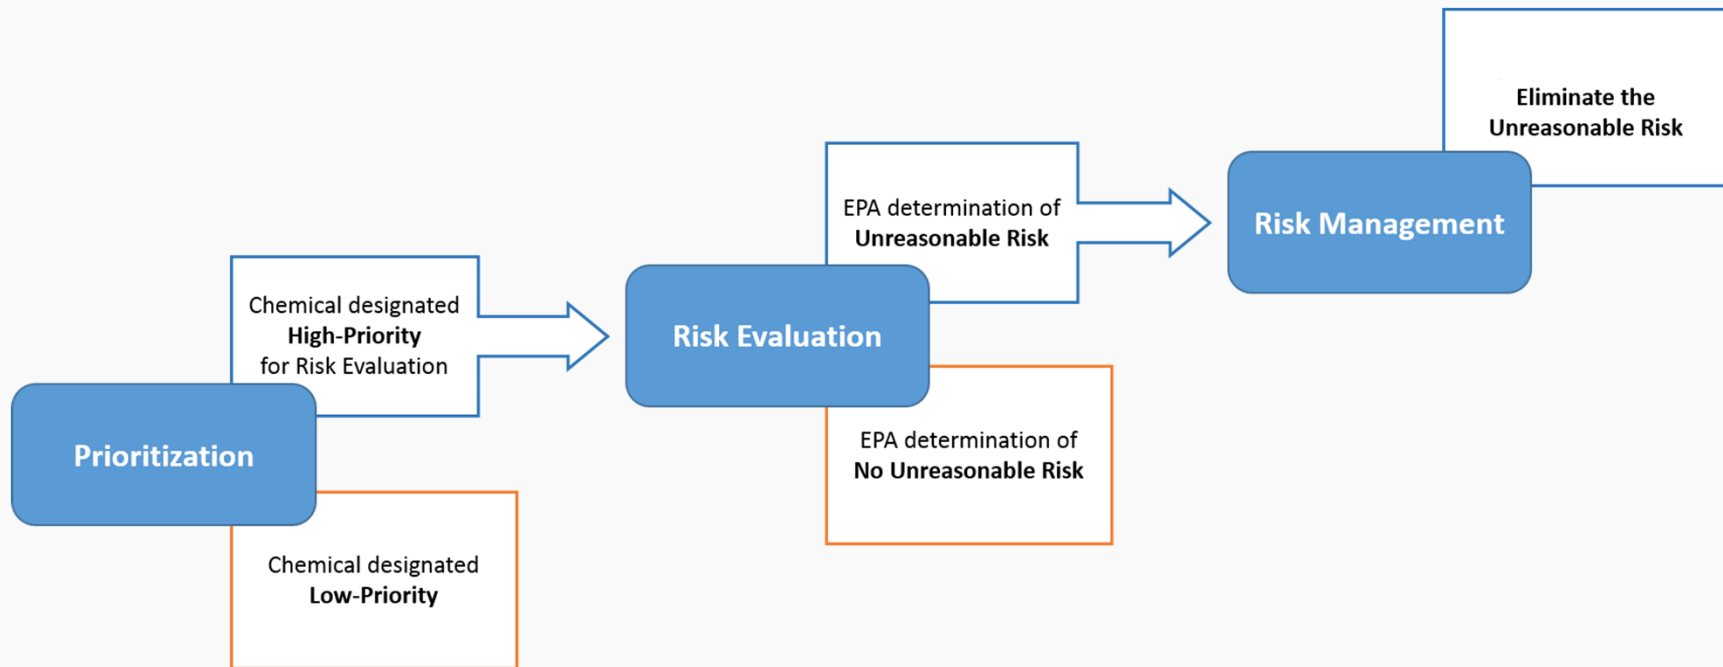 Eliminate the
Unreasonable Risk
EPA determination of
Unreasonable Risk
Risk Management
Chemical designated
High-Priority
for Risk Evaluation
Risk Evaluation
Prioritization
EPA determination of
No Unreasonable Risk
Chemical designated
Low-Priority